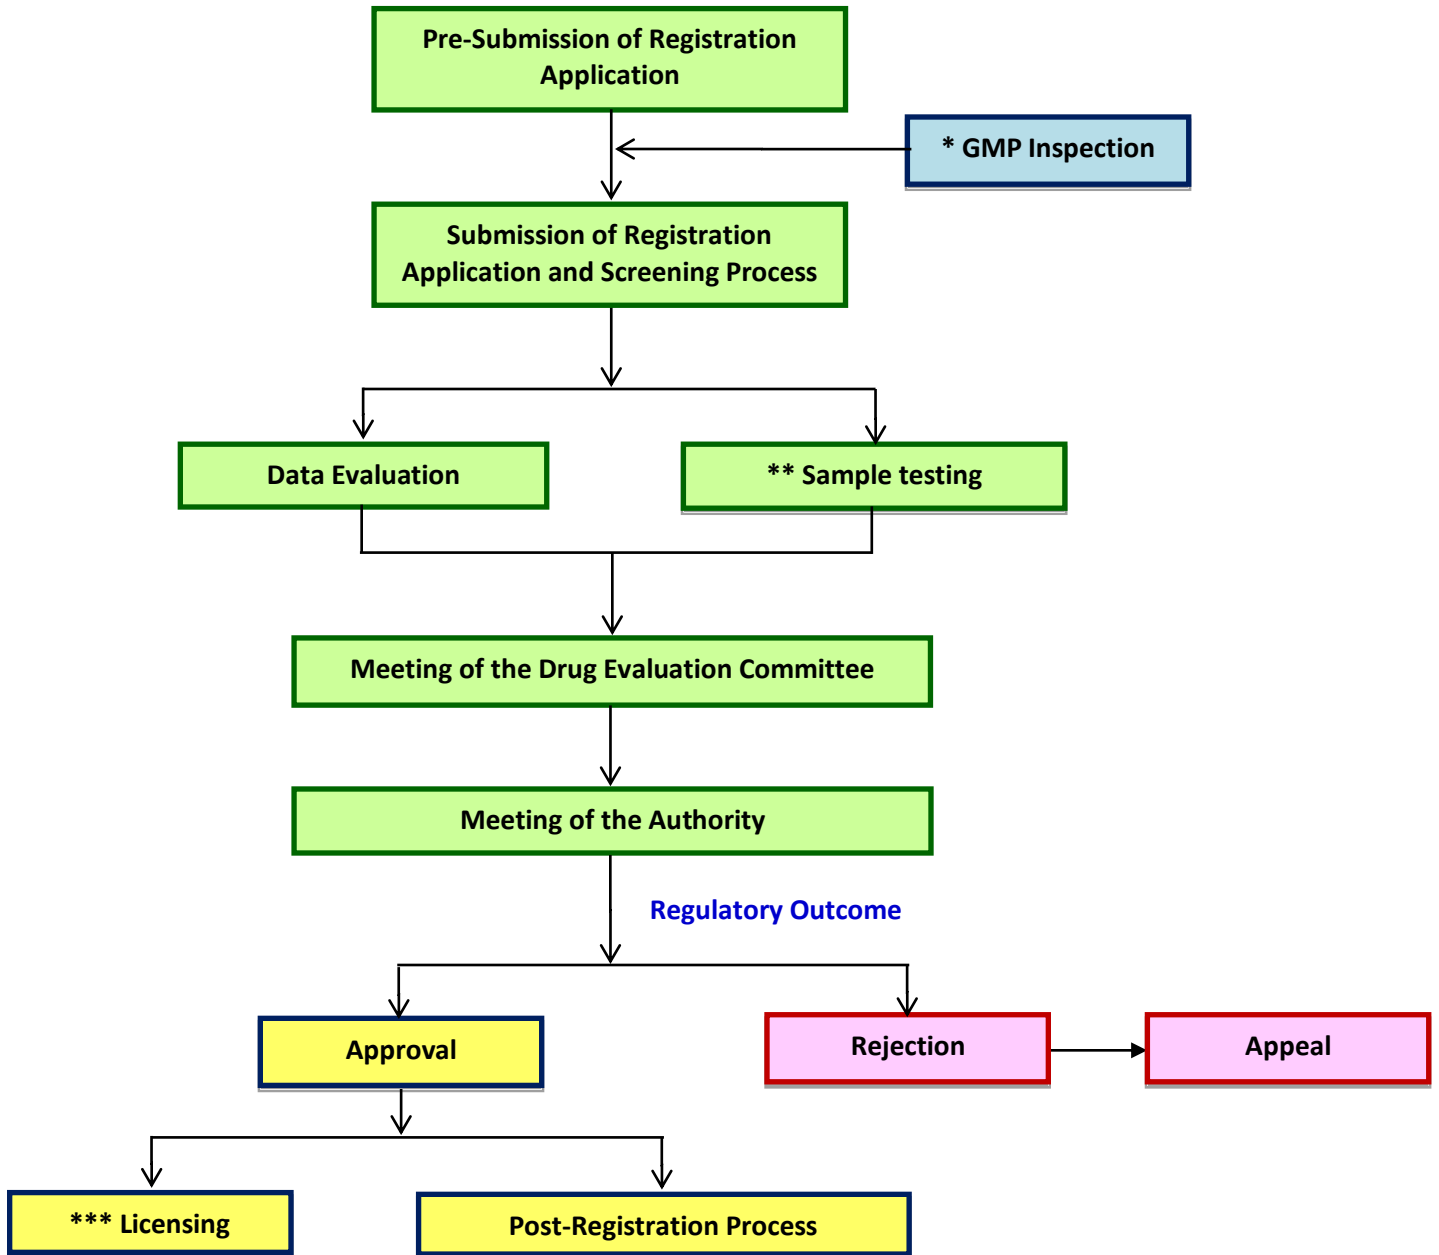 Pre-Submission of Registration
Application
* GMP Inspection
Submission of Registration
Application and Screening Process
Data Evaluation
** Sample testing
Meeting of the Drug Evaluation Committee
Meeting of the Authority
Regulatory Outcome
Approval
Rejection
Appeal
*** Licensing
Post-Registration Process